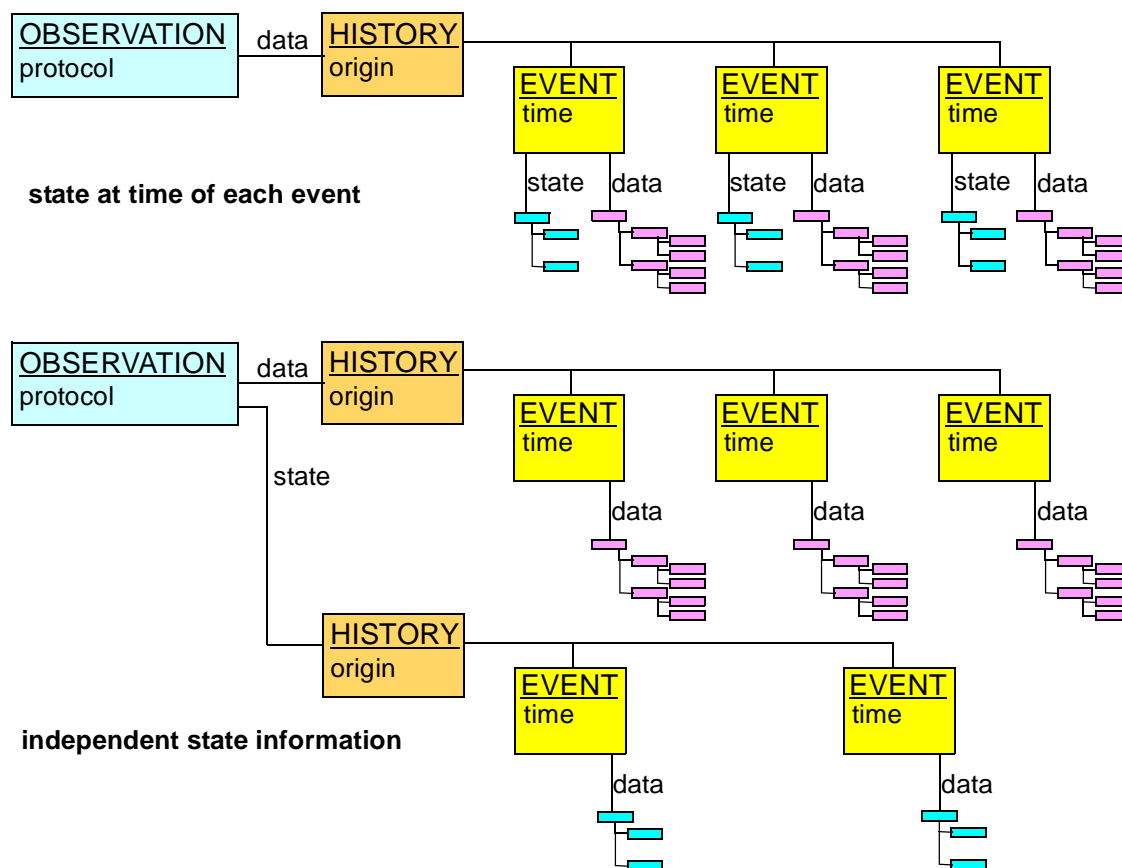 OBSERVATION
protocol
data
HISTORY
origin
EVENT
time
EVENT
time
EVENT
time
state
data
state
data
state
data
state at time of each event
OBSERVATION
protocol
data
HISTORY
origin
EVENT
time
EVENT
time
EVENT
time
state
data
data
data
HISTORY
origin
EVENT
time
EVENT
time
independent state information
data
data